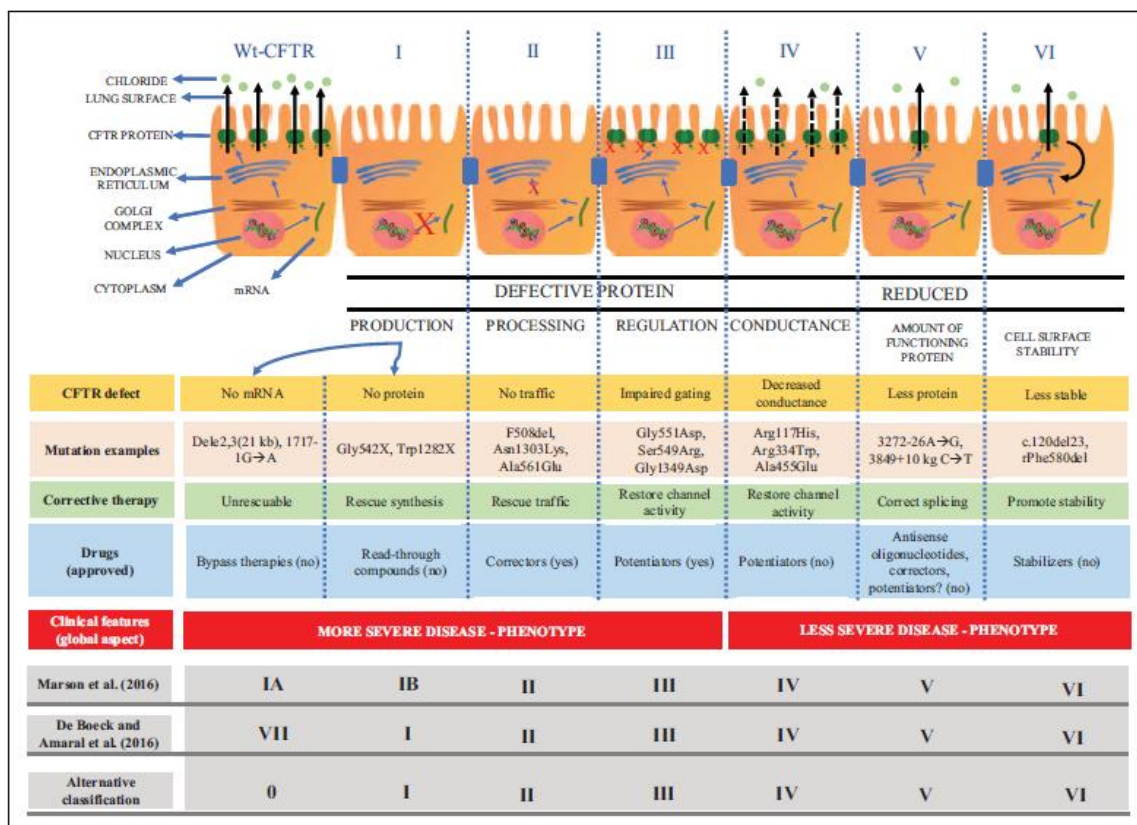 Wt-CFTR I II III IV V VI
CHLORIDE
LUNG SURFACE
CFTR PROTEIN
ENDOPLASMIC
RETICULUM
GOLGI
COMPLEX
NUCLEUS
CYTOPLASM
mRNA
X
X
X X X X
DEFECTIVE PROTEIN REDUCED
PRODUCTION PROCESSING REGULATION CONDUCTANCE
AMOUNT OF
FUNCTIONING
PROTEIN
CELL SURFACE
STABILITY
CFTR defect
No mRNA
No protein
No traffic
Impaired gating
Decreased
conductance
Less protein
Less stable
Mutation examples
Dele2,3(21 kb), 1717-
1G→A
Gly542X, Trp1282X
F508del,
Asn1303Lys,
Ala561Glu
Gly551Asp,
Ser549Arg,
Gly1349Asp
Arg117His,
Arg334Trp,
Ala455Glu
3272-26A→G,
3849+10 kg C→T
c.120del23,
rPhe580del
Corrective therapy
Unrescuable
Rescue synthesis
Rescue traffic
Restore channel
activity
Restore channel
activity
Correct splicing
Promote stability
Drugs
(approved)
Bypass therapies (no)
Read-through
compounds (no)
Correctors (yes)
Potentiators (yes)
Potentiators (no)
Antisense
oligonucleotides,
correctors,
potentiators? (no)
Stabilizers (no)
Clinical features
(global aspect)
MORE SEVERE DISEASE - PHENOTYPE
LESS SEVERE DISEASE - PHENOTYPE
Marson et al. (2016)
IA IB II III IV V VI
De Boeck and
Amaral et al. (2016)
VII I II III IV V VI
Alternative
classification
0 I II III IV V VI